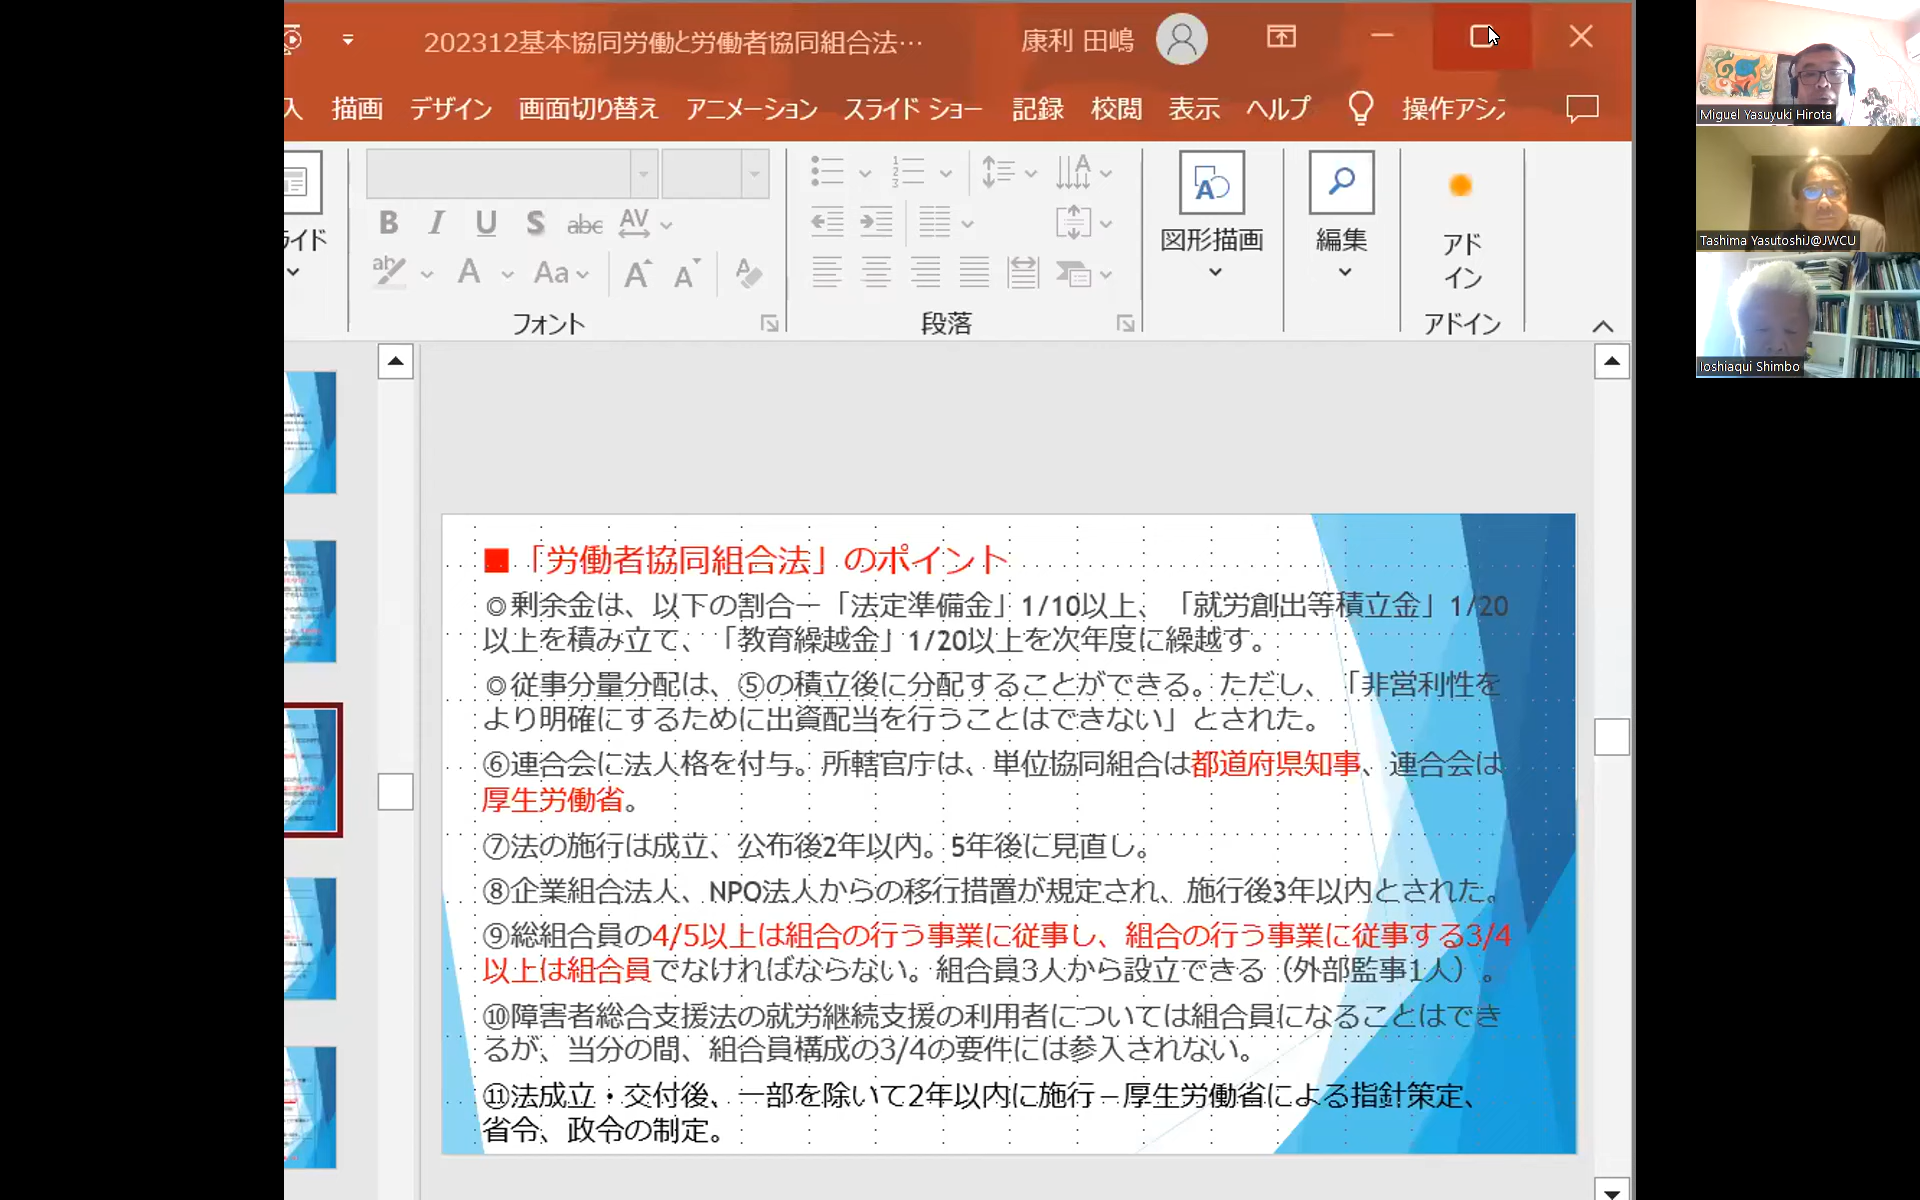 202312基本協同労働と労働者協同組合法…
康利 田嶋
入 描画 デザイン 画面切り替え アニメーション スライド ショー 記録 校閲 表示 ヘルプ 操作アシ
ライド
フォント
段落
図形描画
編集
アド
イン
アドイン
Miguel Yasuyuki Hirota
Tashima YasutoshiJ@JWCU
Ioshiaqui Shimbo
■「労働者協同組合法」のポイント
◎剰余金は、以下の割合ー「法定準備金」1/10以上、「就労創出等積立金」1/20
以上を積み立て、「教育繰越金」1/20以上を次年度に繰越す。
◎従事分量分配は、⑤の積立後に分配することができる。ただし、「非営利性を
より明確にするために出資配当を行うことはできない」とされた。
⑥連合会に法人格を付与。所轄官庁は、単位協同組合は都道府県知事、連合会は
厚生労働省。
⑦法の施行は成立、公布後2年以内。5年後に見直し。
⑧企業組合法人、NPO法人からの移行措置が規定され、施行後3年以内とされた。
⑨総組合員の4/5以上は組合の行う事業に従事し、組合の行う事業に従事する3/4
以上は組合員でなければならない。組合員3人から設立できる（外部監事1人）。
⑩障害者総合支援法の就労継続支援の利用者については組合員になることはでき
るが、当分の間、組合員構成の3/4の要件には参入されない。
⑪法成立・交付後、一部を除いて2年以内に施行－厚生労働省による指針策定、
省令、政令の制定。